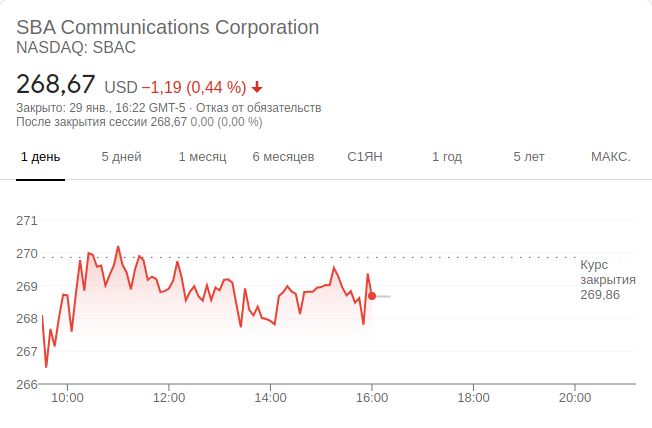 SBA Communications Corporation
NASDAQ: SBAC
268,67 USD −1,19 (0,44 %)
Закрыто: 29 янв., 16:22 GMT-5 · Отказ от обязательств
После закрытия сессии 268,67 0,00 (0,00 %)
1 день 5 дней 1 месяц 6 месяцев С1ЯН 1 год 5 лет МАКС.
271
270
Курс
закрытия
269
269,86
268
267
266
10:00 12:00 14:00 16:00 18:00 20:00